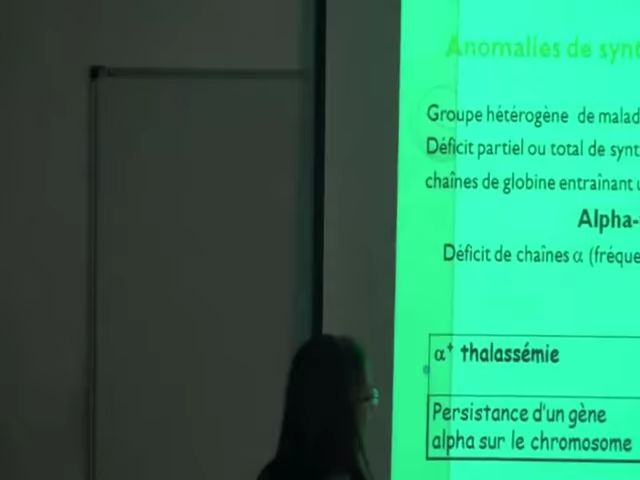 Anomalies de synt
Groupe hétérogène de malad
Déficit partiel ou total de synt
chaînes de globine entraînant u
Alpha-
Déficit de chaînes α (fréque
α⁺ thalassémie
Persistance d'un gène
alpha sur le chromosome